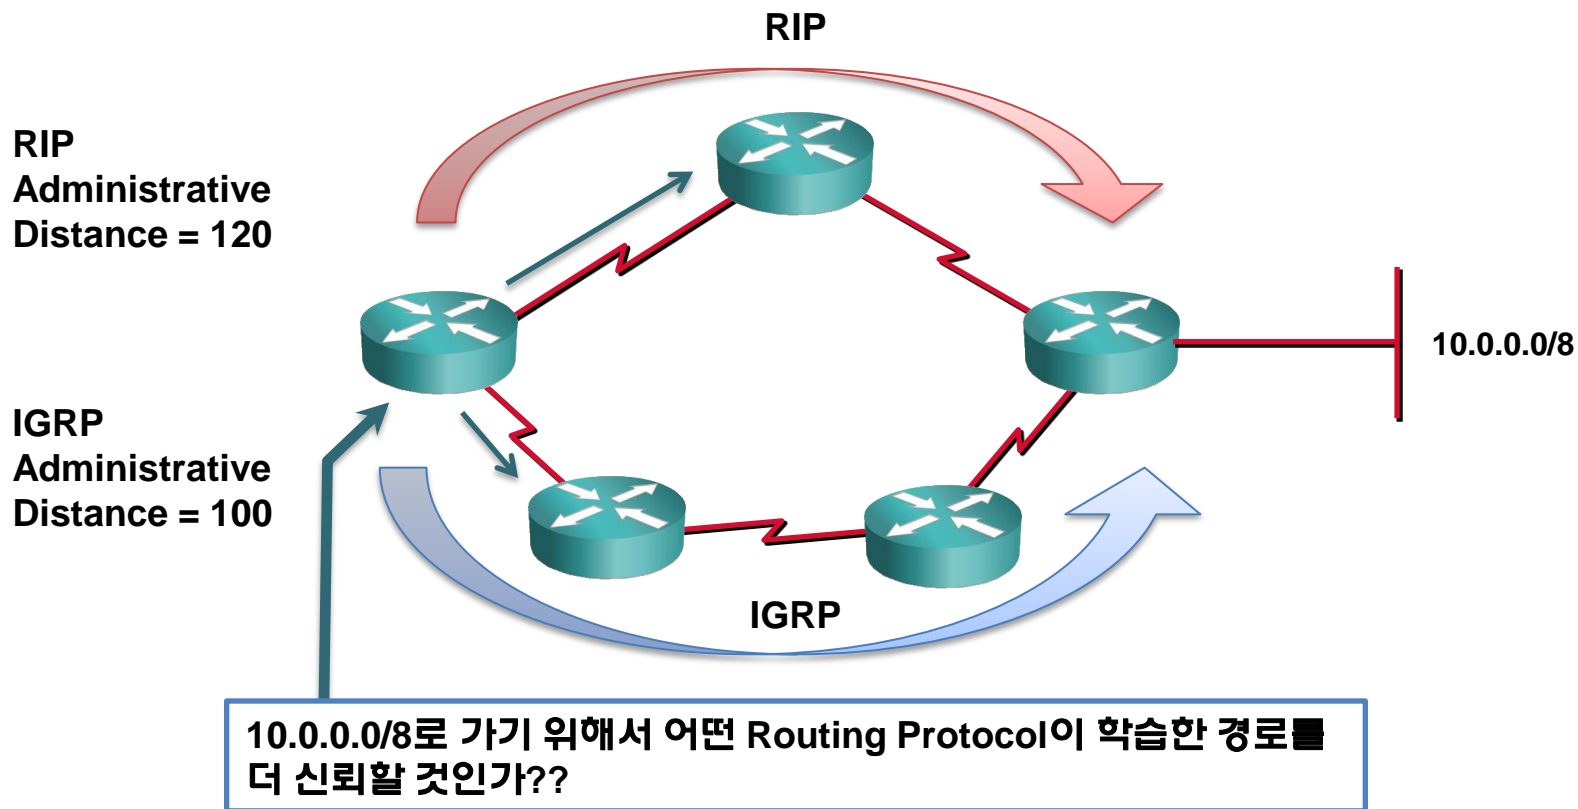 RIP
RIP
Administrative
Distance = 120
10.0.0.0/8
IGRP
Administrative
Distance = 100
IGRP
10.0.0.0/8로 가기 위해서 어떤 Routing Protocol이 학습한 경로를
더 신뢰할 것인가??